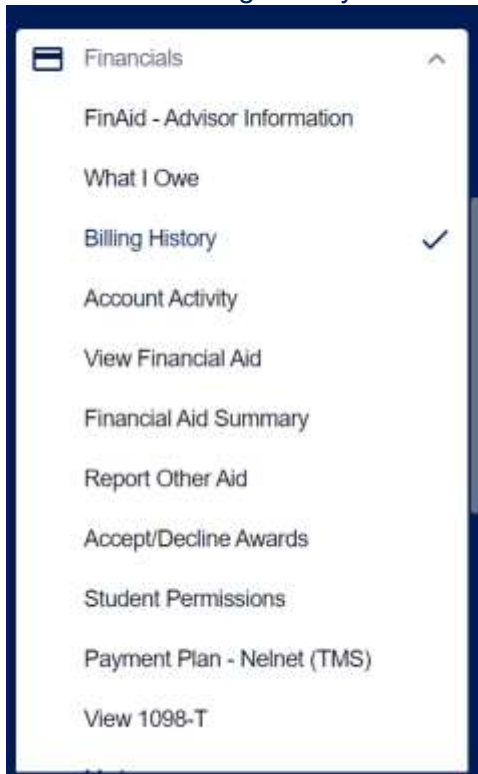 Financials
FinAid - Advisor Information
What I Owe
Billing History
Account Activity
View Financial Aid
Financial Aid Summary
Report Other Aid
Accept/Decline Awards
Student Permissions
Payment Plan - Nelnet (TMS)
View 1098-T